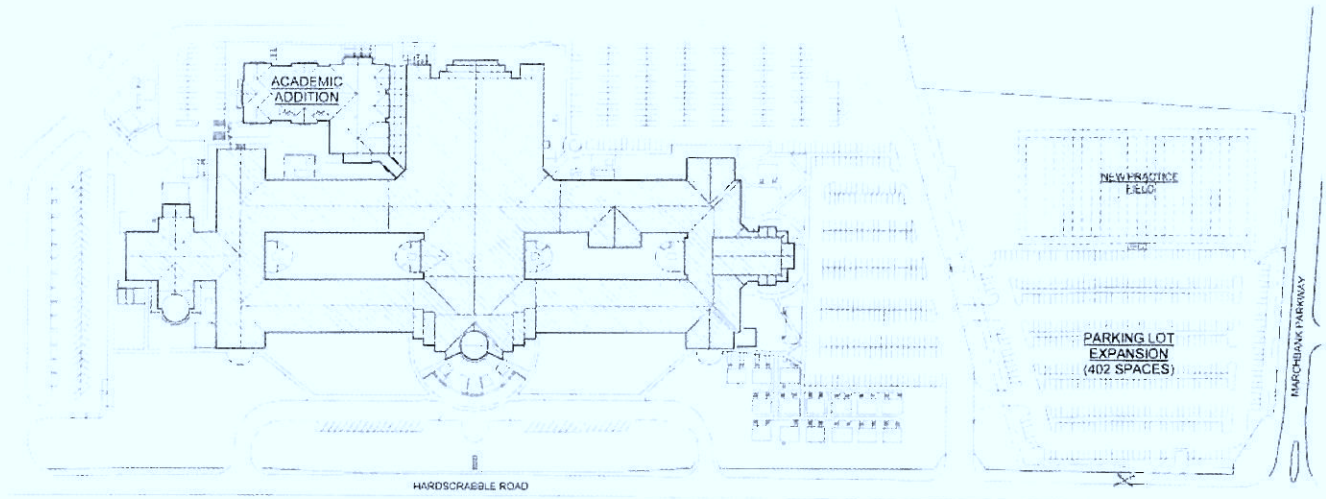 ACADEMIC
ADDITION
NEW PRACTICE
FIELD
PARKING LOT
EXPANSION
(402 SPACES)
MARCHBANK PARKWAY
HARDSCRABBLE ROAD